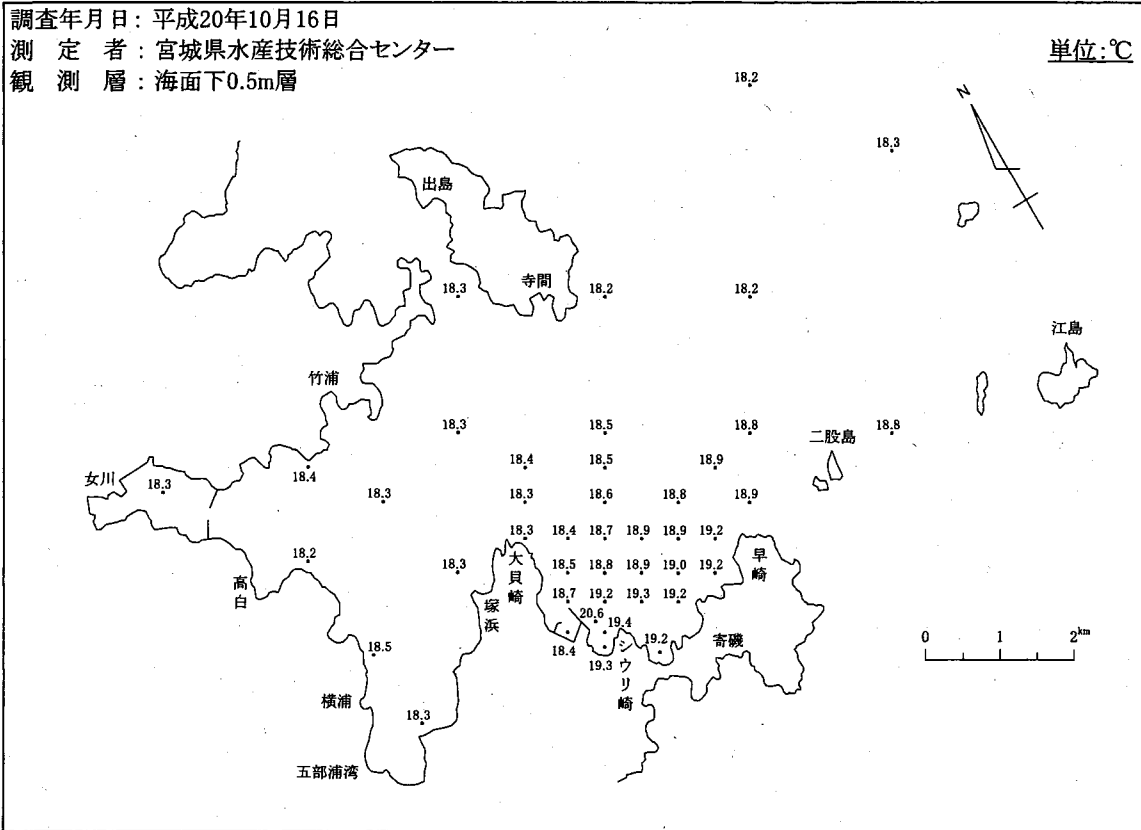 調査年月日：平成20年10月16日
測定者：宮城県水産技術総合センター
観測層：海面下0.5m層
単位：℃
18.2
N
18.3
出島
寺間
18.3 18.2 18.2
江島
竹浦
18.3 18.5 18.8 18.8
二股島
18.4 18.5 18.9
女川
18.3 18.4 18.3 18.3 18.6 18.8 18.9
18.3 18.4 18.7 18.9 18.9 19.2
18.2 18.3 18.5 18.8 18.9 19.0 19.2
大貝崎
早崎
高白
塚浜
18.7 19.2 19.3 19.2
20.6
19.4
18.4 19.3 19.2
シウリ崎
寄磯
0 1 2km
18.5
横浦
18.3
五部浦湾